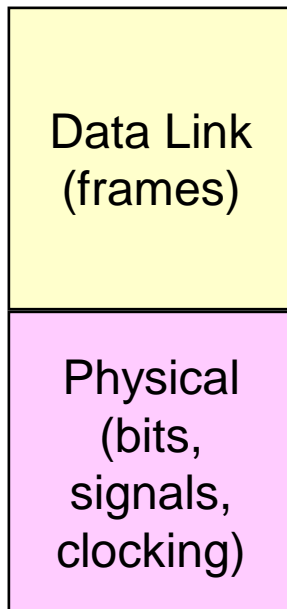 Data Link
(frames)
Physical
(bits,
signals,
clocking)